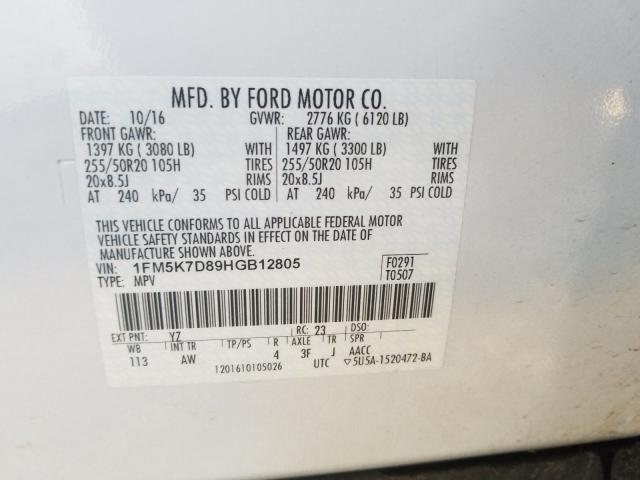 MFD. BY FORD MOTOR CO.
DATE: 10/16 GVWR: 2776 KG ( 6120 LB)
FRONT GAWR: REAR GAWR:
1397 KG ( 3080 LB) WITH 1497 KG ( 3300 LB) WITH
255/50R20 105H TIRES 255/50R20 105H TIRES
20x8.5J RIMS 20x8.5J RIMS
AT 240 kPa/ 35 PSI COLD AT 240 kPa/ 35 PSI COLD
THIS VEHICLE CONFORMS TO ALL APPLICABLE FEDERAL MOTOR
VEHICLE SAFETY STANDARDS IN EFFECT ON THE DATE OF
MANUFACTURE SHOWN ABOVE.
VIN: 1FM5K7D89HGB12805 F0291
TYPE: MPV T0507
EXT PNT: YZ RC: 23 DSO:
WB INT TR TP/PS R AXLE TR SPR
113 AW 4 3F J AACC
1201610105026 UTC ▽5U5A-1520472-BA